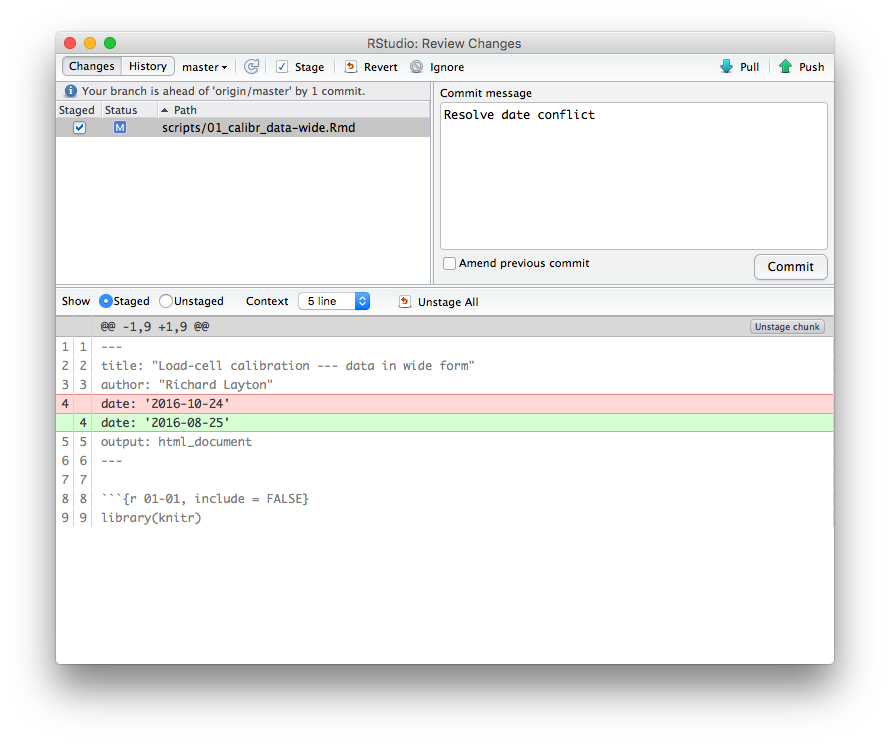 RStudio: Review Changes
Changes History master Stage Revert Ignore Pull Push
Your branch is ahead of 'origin/master' by 1 commit.
Staged Status Path
M scripts/01_calibr_data-wide.Rmd
Commit message
Resolve date conflict
Amend previous commit
Commit
Show Staged Unstaged Context 5 line Unstage All
@@ -1,9 +1,9 @@ Unstage chunk
1 1 ---
2 2 title: "Load-cell calibration --- data in wide form"
3 3 author: "Richard Layton"
4 date: '2016-10-24'
4 date: '2016-08-25'
5 5 output: html_document
6 6 ---
7 7
8 8 ```{r 01-01, include = FALSE}
9 9 library(knitr)